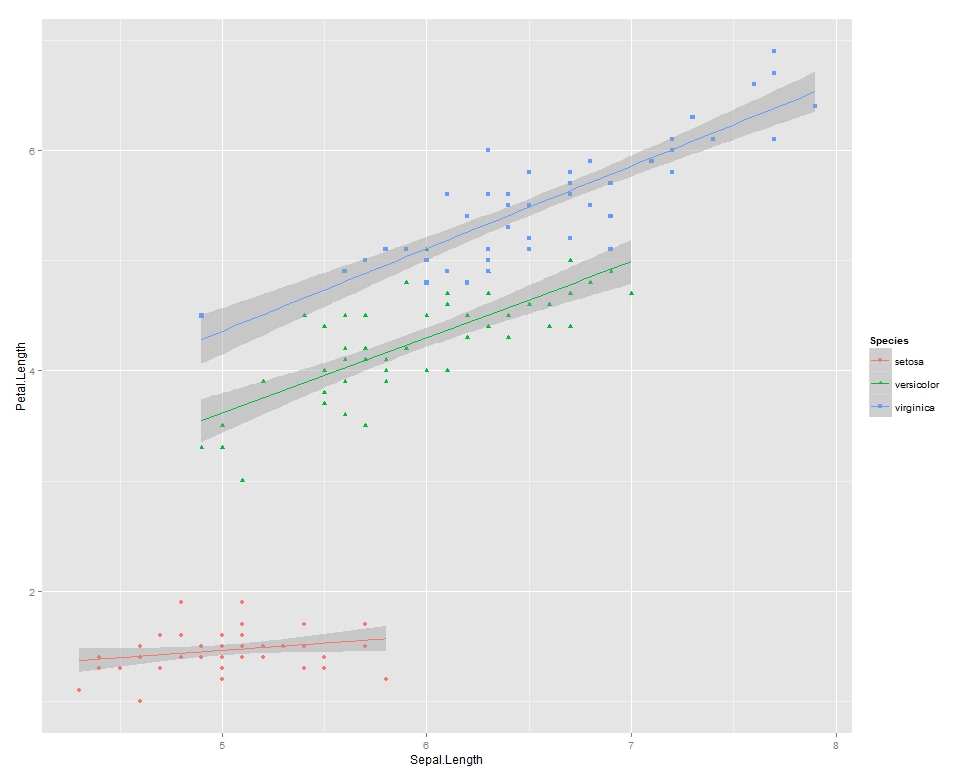 6
4
2
Petal.Length
5
6
7
8
Sepal.Length
Species
setosa
versicolor
virginica